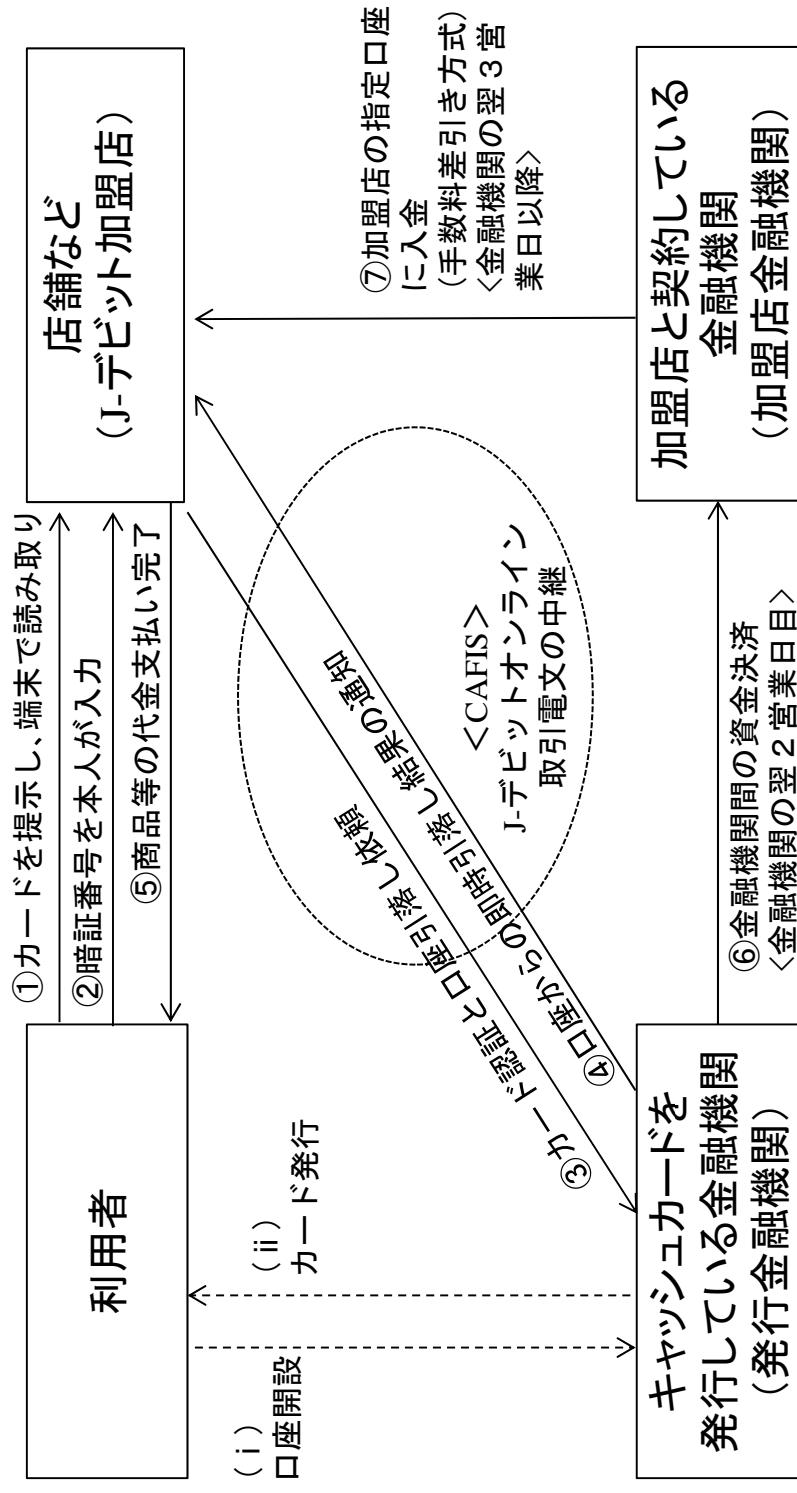 利用者
店舗など
(J-デビット加盟店)
①カードを提示し、端末で読み取り
②暗証番号を本人が入力
⑤商品等の代金支払い完了
(ⅰ)
口座開設
(ⅱ)
カード発行
③カード認証と口座引落し依頼
④口座からの即時引落し結果の通知
<CAFIS>
J-デビットオンライン
取引電文の中継
⑦加盟店の指定口座
に入金
(手数料差引き方式)
<金融機関の翌３営
業日以降>
キャッシュカードを
発行している金融機関
(発行金融機関)
⑥金融機関間の資金決済
<金融機関の翌２営業日目>
加盟店と契約している
金融機関
(加盟店金融機関)